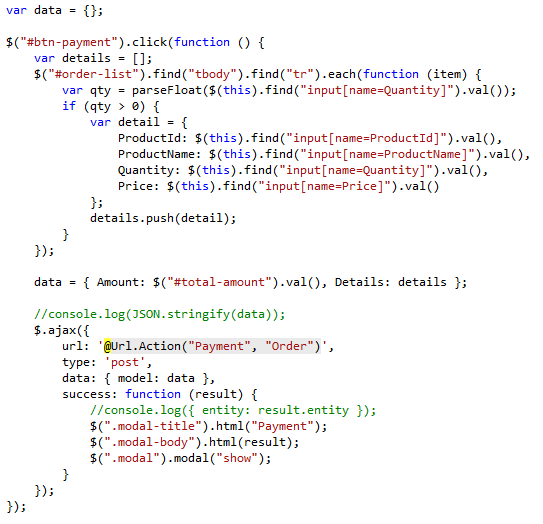 var data = {};

$("#btn-payment").click(function () {
    var details = [];
    $("#order-list").find("tbody").find("tr").each(function (item) {
        var qty = parseFloat($(this).find("input[name=Quantity]").val());
        if (qty > 0) {
            var detail = {
                ProductId: $(this).find("input[name=ProductId]").val(),
                ProductName: $(this).find("input[name=ProductName]").val(),
                Quantity: $(this).find("input[name=Quantity]").val(),
                Price: $(this).find("input[name=Price]").val()
            };
            details.push(detail);
        }
    });

    data = { Amount: $("#total-amount").val(), Details: details };

    //console.log(JSON.stringify(data));
    $.ajax({
        url: '@Url.Action("Payment", "Order")',
        type: 'post',
        data: { model: data },
        success: function (result) {
            //console.log({ entity: result.entity });
            $(".modal-title").html("Payment");
            $(".modal-body").html(result);
            $(".modal").modal("show");
        }
    });
});